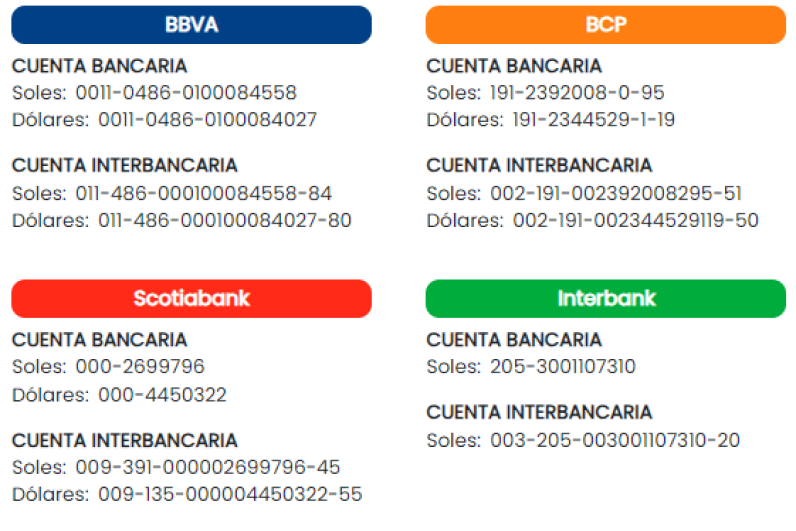 BBVA
CUENTA BANCARIA
Soles: 0011-0486-0100084558
Dólares: 0011-0486-0100084027
CUENTA INTERBANCARIA
Soles: 011-486-000100084558-84
Dólares: 011-486-000100084027-80
BCP
CUENTA BANCARIA
Soles: 191-2392008-0-95
Dólares: 191-2344529-1-19
CUENTA INTERBANCARIA
Soles: 002-191-002392008295-51
Dólares: 002-191-002344529119-50
Scotiabank
CUENTA BANCARIA
Soles: 000-2699796
Dólares: 000-4450322
CUENTA INTERBANCARIA
Soles: 009-391-000002699796-45
Dólares: 009-135-000004450322-55
Interbank
CUENTA BANCARIA
Soles: 205-3001107310
CUENTA INTERBANCARIA
Soles: 003-205-003001107310-20